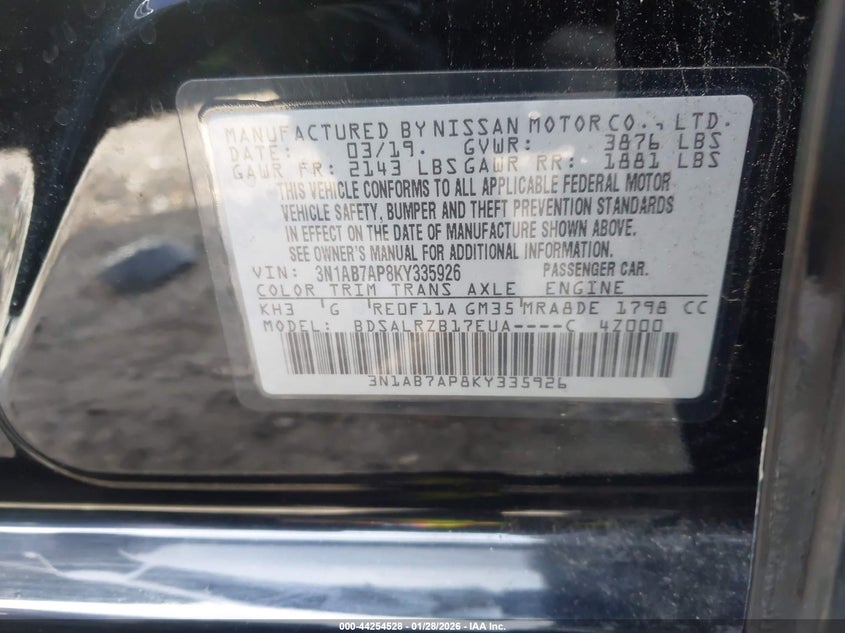 MANUFACTURED BY NISSAN MOTOR CO., LTD.
DATE: 03/19. GVWR: 3876 LBS
GAWR FR: 2143 LBS GAWR RR: 1881 LBS
THIS VEHICLE CONFORMS TO ALL APPLICABLE FEDERAL MOTOR
VEHICLE SAFETY, BUMPER AND THEFT PREVENTION STANDARDS
IN EFFECT ON THE DATE OF MANUFACTURE SHOWN ABOVE.
SEE OWNER'S MANUAL FOR ADDITIONAL INFORMATION.
VIN: 3N1AB7AP8KY335926 PASSENGER CAR.
COLOR TRIM TRANS AXLE ENGINE
KH3 G RE0F11A GM35 MRA8DE 1798 CC
MODEL: BDSALRZB17EUA----C 4Z000
3N1AB7AP8KY335926
000-44254528 - 01/28/2026 - IAA Inc.